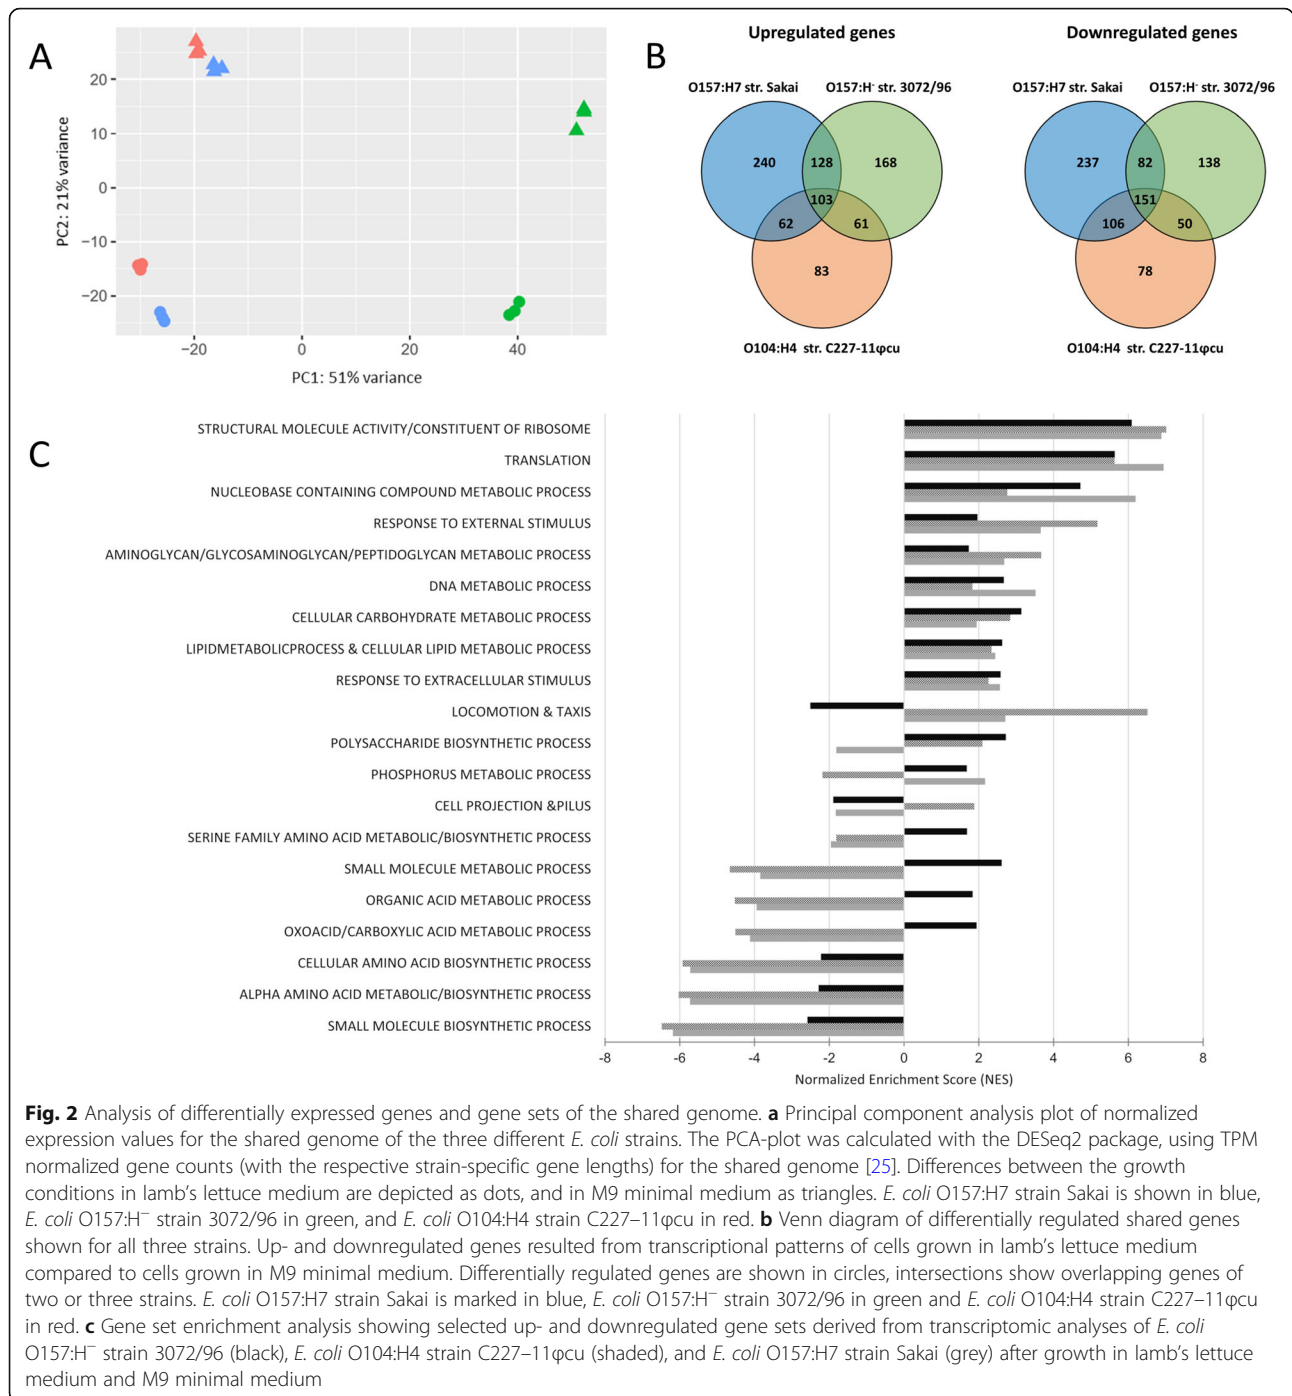 A
20
10
0
−10
−20
PC2: 21% variance
−20
0
20
40
PC1: 51% variance
B
Upregulated genes
O157:H7 str. Sakai
O157:H- str. 3072/96
240
128
168
103
62
61
83
O104:H4 str. C227-11φcu
Downregulated genes
O157:H7 str. Sakai
O157:H- str. 3072/96
237
82
138
151
106
50
78
O104:H4 str. C227-11φcu
C
STRUCTURAL MOLECULE ACTIVITY/CONSTITUENT OF RIBOSOME
TRANSLATION
NUCLEOBASE CONTAINING COMPOUND METABOLIC PROCESS
RESPONSE TO EXTERNAL STIMULUS
AMINOGLYCAN/GLYCOSAMINOGLYCAN/PEPTIDOGLYCAN METABOLIC PROCESS
DNA METABOLIC PROCESS
CELLULAR CARBOHYDRATE METABOLIC PROCESS
LIPIDMETABOLICPROCESS & CELLULAR LIPID METABOLIC PROCESS
RESPONSE TO EXTRACELLULAR STIMULUS
LOCOMOTION & TAXIS
POLYSACCHARIDE BIOSYNTHETIC PROCESS
PHOSPHORUS METABOLIC PROCESS
CELL PROJECTION &PILUS
SERINE FAMILY AMINO ACID METABOLIC/BIOSYNTHETIC PROCESS
SMALL MOLECULE METABOLIC PROCESS
ORGANIC ACID METABOLIC PROCESS
OXOACID/CARBOXYLIC ACID METABOLIC PROCESS
CELLULAR AMINO ACID BIOSYNTHETIC PROCESS
ALPHA AMINO ACID METABOLIC/BIOSYNTHETIC PROCESS
SMALL MOLECULE BIOSYNTHETIC PROCESS
-8 -6 -4 -2 0 2 4 6 8
Normalized Enrichment Score (NES)
Fig. 2 Analysis of differentially expressed genes and gene sets of the shared genome. a Principal component analysis plot of normalized
expression values for the shared genome of the three different E. coli strains. The PCA-plot was calculated with the DESeq2 package, using TPM
normalized gene counts (with the respective strain-specific gene lengths) for the shared genome [25]. Differences between the growth
conditions in lamb's lettuce medium are depicted as dots, and in M9 minimal medium as triangles. E. coli O157:H7 strain Sakai is shown in blue,
E. coli O157:H− strain 3072/96 in green, and E. coli O104:H4 strain C227–11φcu in red. b Venn diagram of differentially regulated shared genes
shown for all three strains. Up- and downregulated genes resulted from transcriptional patterns of cells grown in lamb's lettuce medium
compared to cells grown in M9 minimal medium. Differentially regulated genes are shown in circles, intersections show overlapping genes of
two or three strains. E. coli O157:H7 strain Sakai is marked in blue, E. coli O157:H− strain 3072/96 in green and E. coli O104:H4 strain C227–11φcu
in red. c Gene set enrichment analysis showing selected up- and downregulated gene sets derived from transcriptomic analyses of E. coli
O157:H− strain 3072/96 (black), E. coli O104:H4 strain C227–11φcu (shaded), and E. coli O157:H7 strain Sakai (grey) after growth in lamb's lettuce
medium and M9 minimal medium